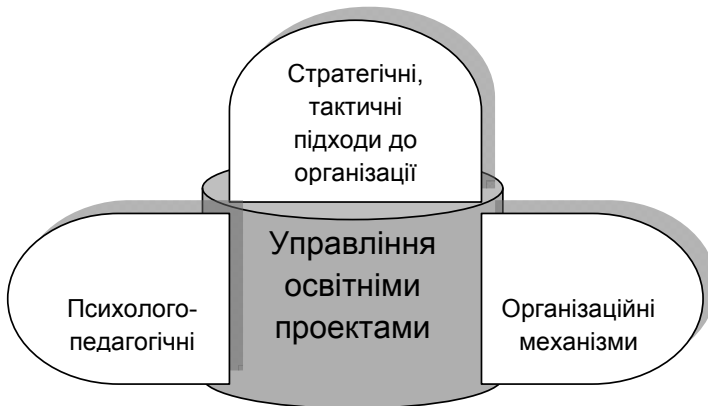 Стратегічні,
тактичні
підходи до
організації
Управління
освітніми
проектами
Психолого-
педагогічні
Організаційні
механізми